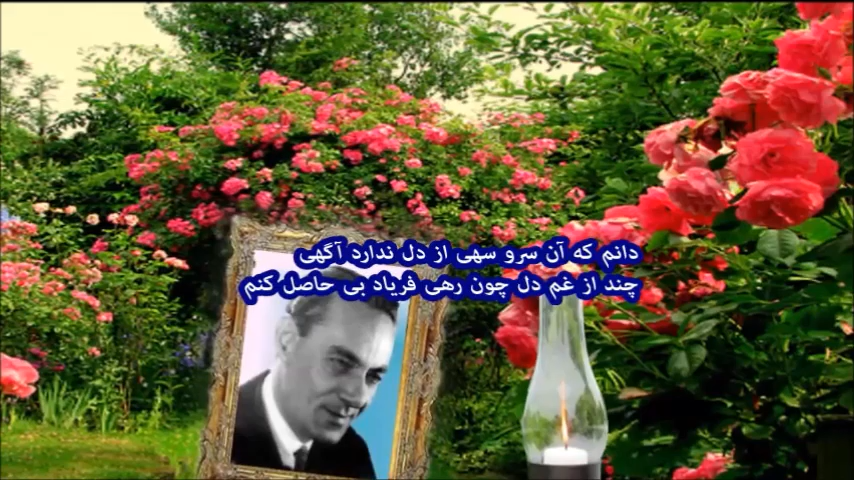 دانم که آن سرو سهی از دل ندارد آگهی
چند از غم دل چون رهی فریاد بی حاصل کنم